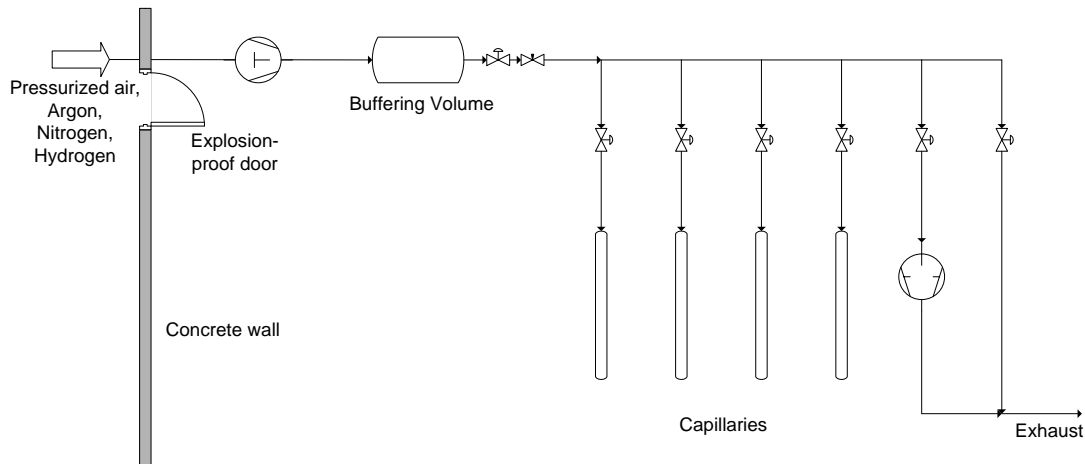 Pressurized air,
Argon,
Nitrogen,
Hydrogen
Explosion-
proof door
Buffering Volume
Concrete wall
Capillaries
Exhaust